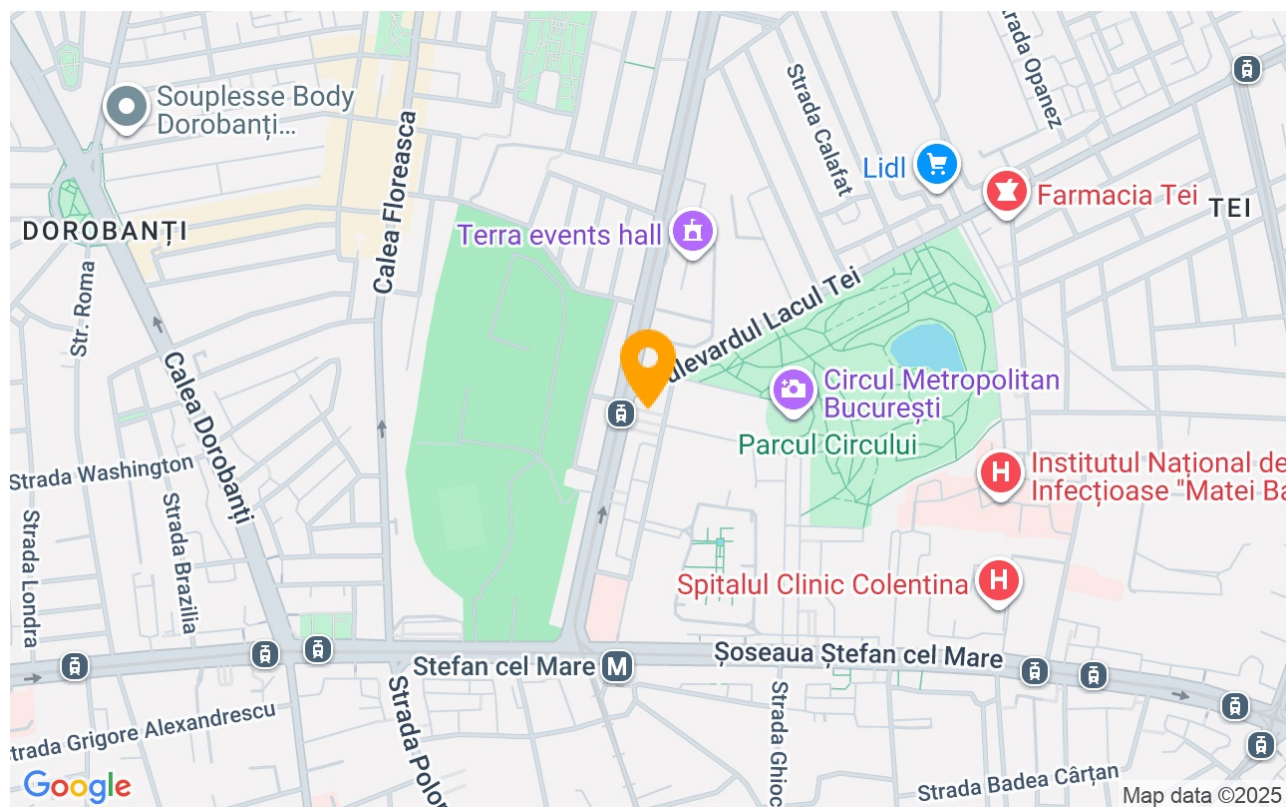 Strada Opanez
Strada Calafat
Souplesse Body
Dorobanți...
Calea Floreasca
Lidl
Farmacia Tei
TEI
DOROBANȚI
Terra events hall
Str. Roma
ulevardul Lacul Tei
Circul Metropolitan
București
Parcul Circului
Calea Dorobanți
Strada Washington
Institutul Național de
Infecțioase "Matei Ba
H
Strada Londra
Strada Brazilia
Spitalul Clinic Colentina
H
Ștefan cel Mare
M
Șoseaua Ștefan cel Mare
trada Grigore Alexandrescu
Strada Polon
Strada Ghioc
Strada Badea Cârțan
Google
Map data ©2025